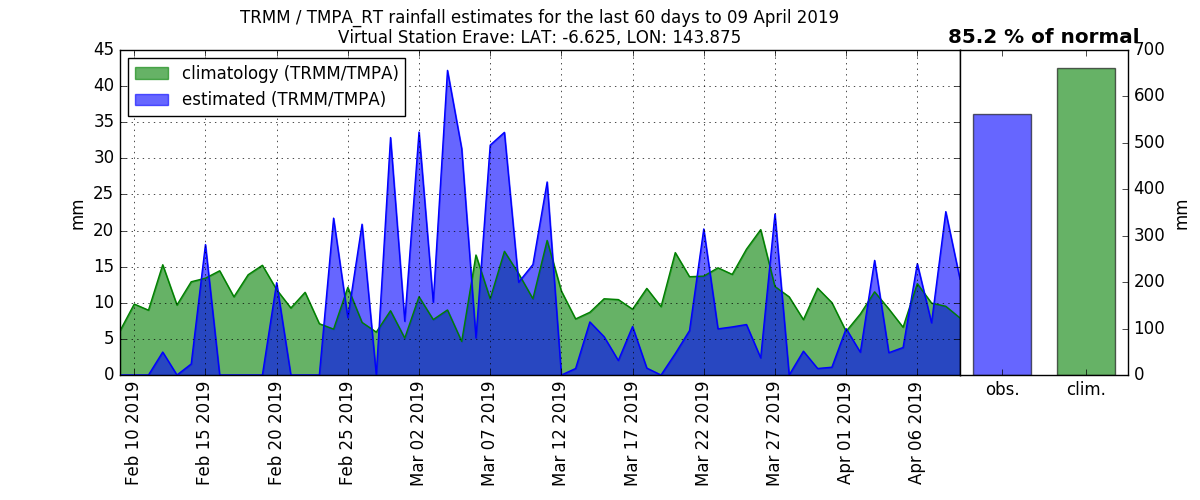 TRMM / TMPA_RT rainfall estimates for the last 60 days to 09 April 2019
Virtual Station Erave: LAT: -6.625, LON: 143.875
85.2 % of normal
climatology (TRMM/TMPA)
estimated (TRMM/TMPA)
45
40
35
30
25
20
15
10
5
0
mm
Feb 10 2019
Feb 15 2019
Feb 20 2019
Feb 25 2019
Mar 02 2019
Mar 07 2019
Mar 12 2019
Mar 17 2019
Mar 22 2019
Mar 27 2019
Apr 01 2019
Apr 06 2019
obs.
clim.
700
600
500
400
300
200
100
0
mm